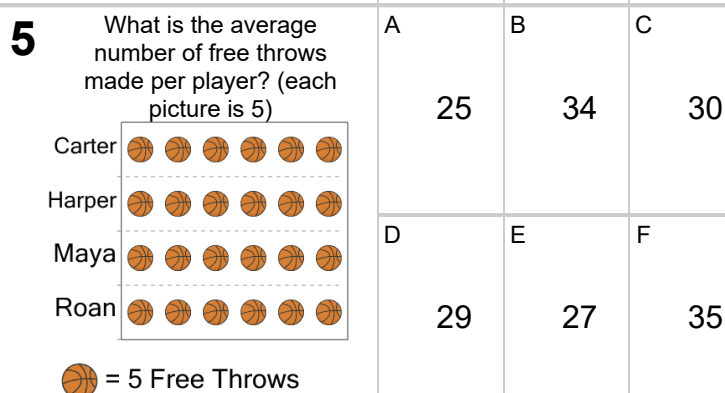 5
What is the average
number of free throws
made per player? (each
picture is 5)
Carter
Harper
Maya
Roan
= 5 Free Throws
A
25
B
34
C
30
D
29
E
27
F
35